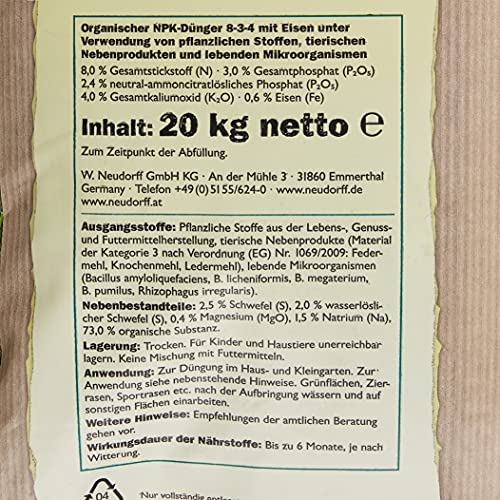 Organischer NPK-Dünger 8-3-4 mit Eisen unter
Verwendung von pflanzlichen Stoffen, tierischen
Nebenprodukten und lebenden Mikroorganismen
8,0 % Gesamtstickstoff (N) · 3,0 % Gesamtphosphat (P₂O₅)
2,4 % neutral-ammoncitratlösliches Phosphat (P₂O₅)
4,0 % Gesamtkaliumoxid (K₂O) · 0,6 % Eisen (Fe)
Inhalt: 20 kg netto ℮
Zum Zeitpunkt der Abfüllung.
W. Neudorff GmbH KG · An der Mühle 3 · 31860 Emmerthal
Germany · Telefon +49(0)5155/624-0 · www.neudorff.de
www.neudorff.at
Ausgangsstoffe: Pflanzliche Stoffe aus der Lebens-, Genuss-
und Futtermittelherstellung, tierische Nebenprodukte (Material
der Kategorie 3 nach Verordnung (EG) Nr. 1069/2009: Feder-
mehl, Knochenmehl, Ledermehl), lebende Mikroorganismen
(Bacillus amyloliquefaciens, B. licheniformis, B. megaterium,
B. pumilus, Rhizophagus irregularis).
Nebenbestandteile: 2,5 % Schwefel (S), 2,0 % wasserlösli-
cher Schwefel (S), 0,4 % Magnesium (MgO), 1,5 % Natrium (Na),
73,0 % organische Substanz.
Lagerung: Trocken. Für Kinder und Haustiere unerreichbar
lagern. Keine Mischung mit Futtermitteln.
Anwendung: Zur Düngung im Haus- und Kleingarten. Zur
Anwendung siehe nebenstehende Hinweise. Grünflächen, Zier-
rasen, Sportrasen etc. nach der Aufbringung wässern und auf
sonstigen Flächen einarbeiten.
Weitere Hinweise: Empfehlungen der amtlichen Beratung
gehen vor.
Wirkungsdauer der Nährstoffe: Bis zu 6 Monate, je nach
Witterung.
04
Nur vollständig